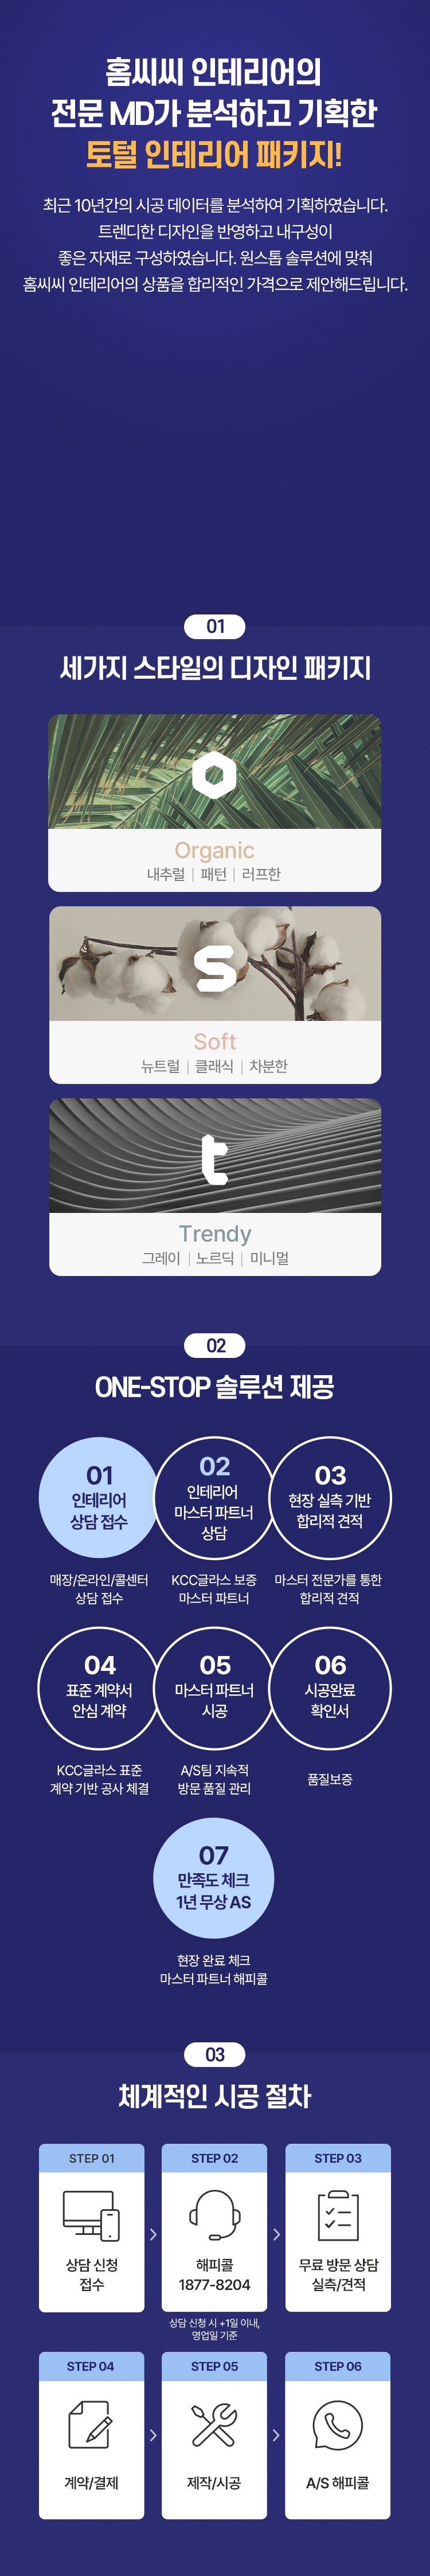 홈씨씨 인테리어의
전문 MD가 분석하고 기획한
토털 인테리어 패키지!
최근 10년간의 시공 데이터를 분석하여 기획하였습니다.
트렌디한 디자인을 반영하고 내구성이
좋은 자재로 구성하였습니다. 원스톱 솔루션에 맞춰
홈씨씨 인테리어의 상품을 합리적인 가격으로 제안해드립니다.
01
세가지 스타일의 디자인 패키지
Organic
내추럴 | 패턴 | 러프한
S
Soft
뉴트럴 | 클래식 | 차분한
t
Trendy
그레이 | 노르딕 | 미니멀
02
ONE-STOP 솔루션 제공
01
인테리어
상담 접수
매장/온라인/콜센터
상담 접수
02
인테리어
마스터 파트너
상담
KCC글라스 보증
마스터 파트너
03
현장 실측 기반
합리적 견적
마스터 전문가를 통한
합리적 견적
04
표준 계약서
안심 계약
KCC글라스 표준
계약 기반 공사 체결
05
마스터 파트너
시공
A/S팀 지속적
방문 품질 관리
06
시공완료
확인서
품질보증
07
만족도 체크
1년 무상 AS
현장 완료 체크
마스터 파트너 해피콜
03
체계적인 시공 절차
STEP 01
상담 신청
접수
STEP 02
해피콜
1877-8204
상담 신청 시 +1일 이내,
영업일 기준
STEP 03
무료 방문 상담
실측/견적
STEP 04
계약/결제
STEP 05
제작/시공
STEP 06
A/S 해피콜